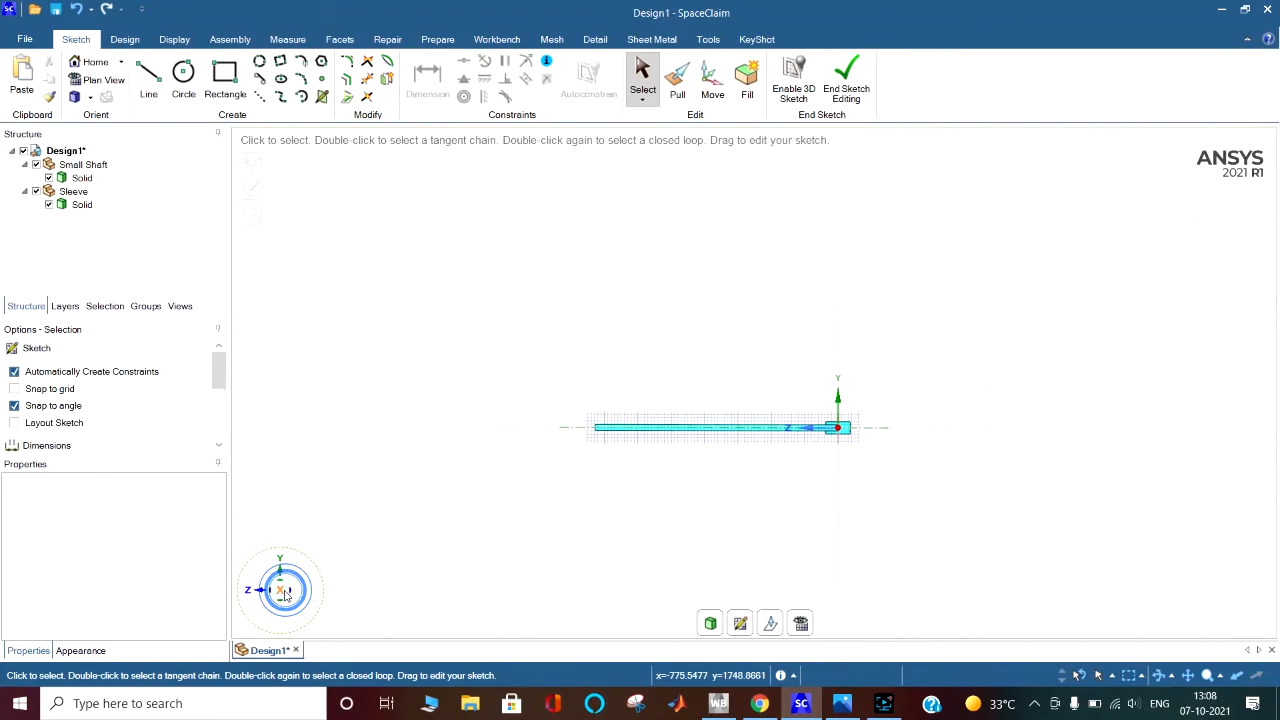 SC
Design1 - SpaceClaim
File Sketch Design Display Assembly Measure Facets Repair Prepare Workbench Mesh Detail Sheet Metal Tools KeyShot
Paste
Home
Plan View
Line
Circle
Rectangle
Dimension
Autoconstrain
Select
Pull
Move
Fill
Enable 3D
Sketch
End Sketch
Editing
Clipboard Orient Create Modify Constraints Edit End Sketch
Structure
Design1*
Small Shaft
Solid
Sleeve
Solid
Structure Layers Selection Groups Views
Options - Selection
Sketch
Automatically Create Constraints
Snap to grid
Snap to angle
Layout Sketch
Dimensions
Properties
Properties Appearance
Click to select. Double-click to select a tangent chain. Double-click again to select a closed loop. Drag to edit your sketch.
ANSYS
2021 R1
Y
Z
Y
Z X
Design1*
Click to select. Double-click to select a tangent chain. Double-click again to select a closed loop. Drag to edit your sketch.
x=-775.5477 y=1748.8661
Type here to search
WB
SC
33°C
ENG
13:08
07-10-2021